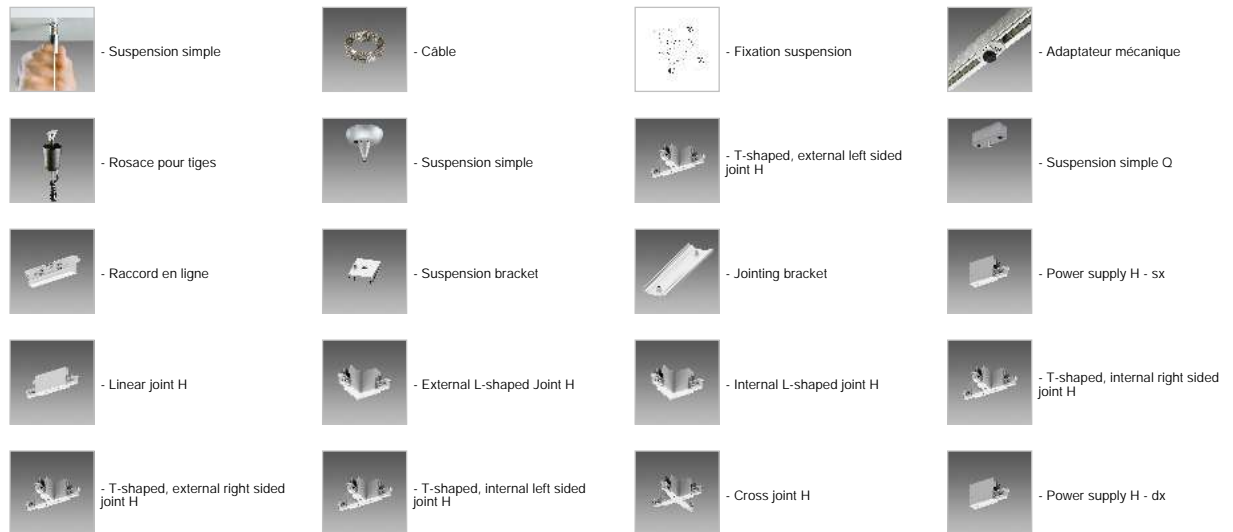 - Suspension simple
- Câble
- Fixation suspension
- Adaptateur mécanique
- Rosace pour tiges
- Suspension simple
- T-shaped, external left sided
joint H
- Suspension simple Q
- Raccord en ligne
- Suspension bracket
- Jointing bracket
- Power supply H - sx
- Linear joint H
- External L-shaped Joint H
- Internal L-shaped joint H
- T-shaped, internal right sided
joint H
- T-shaped, external right sided
joint H
- T-shaped, internal left sided
joint H
- Cross joint H
- Power supply H - dx